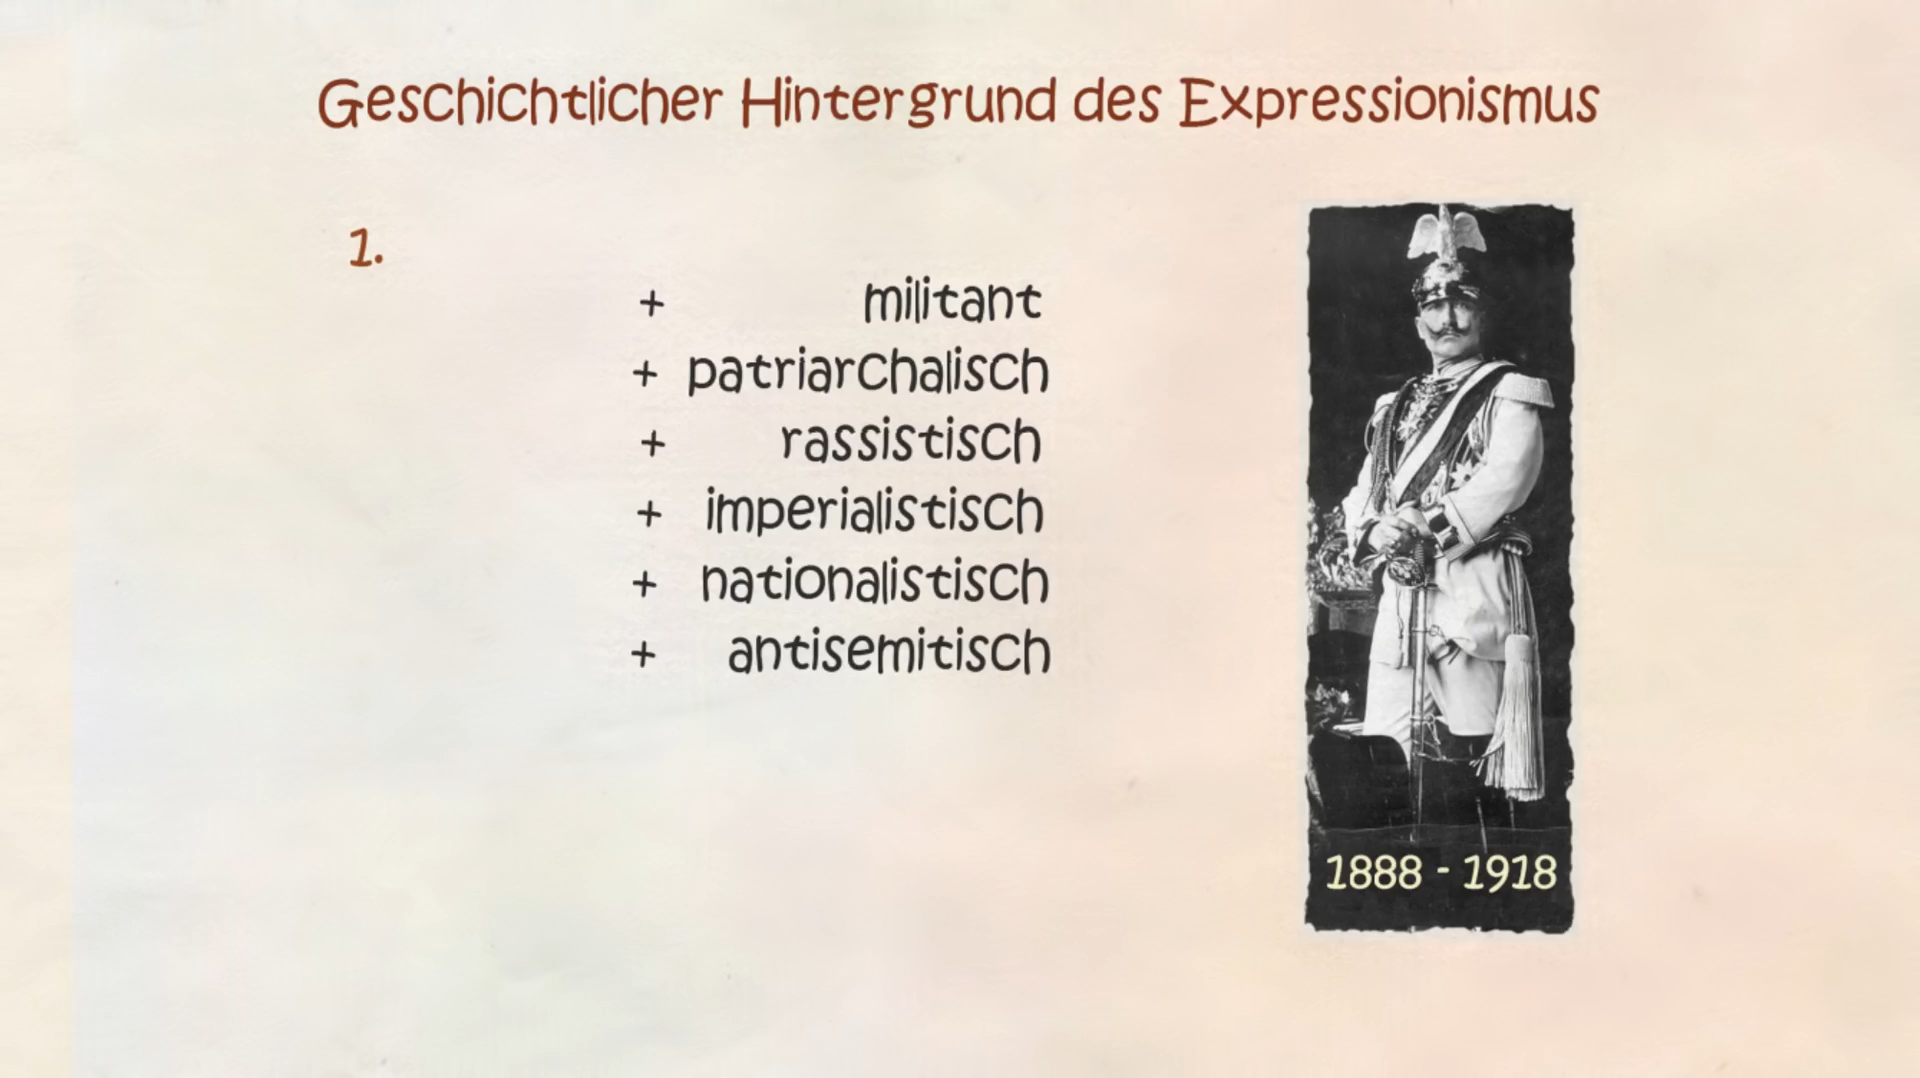 Geschichtlicher Hintergrund des Expressionismus
1.
+ militant
+ patriarchalisch
+ rassistisch
+ imperialistisch
+ nationalistisch
+ antisemitisch
1888 - 1918